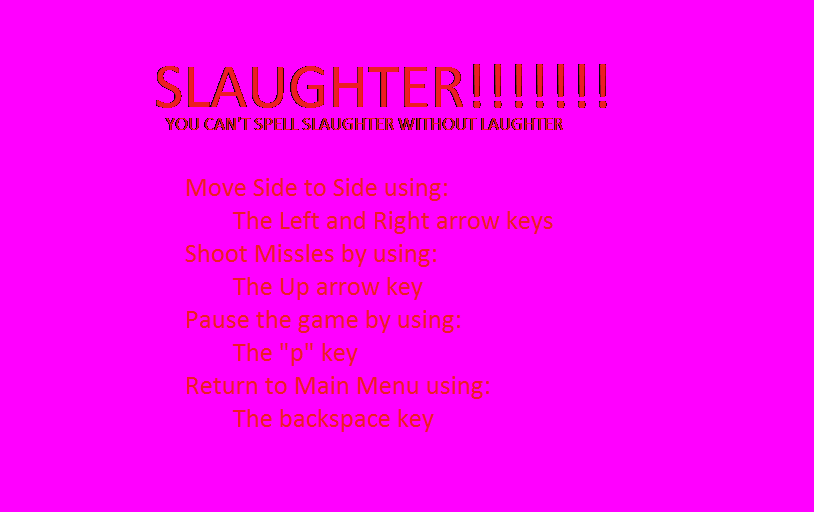 SLAUGHTER!!!!!!!
YOU CAN'T SPELL SLAUGHTER WITHOUT LAUGHTER
Move Side to Side using:
The Left and Right arrow keys
Shoot Missles by using:
The Up arrow key
Pause the game by using:
The "p" key
Return to Main Menu using:
The backspace key